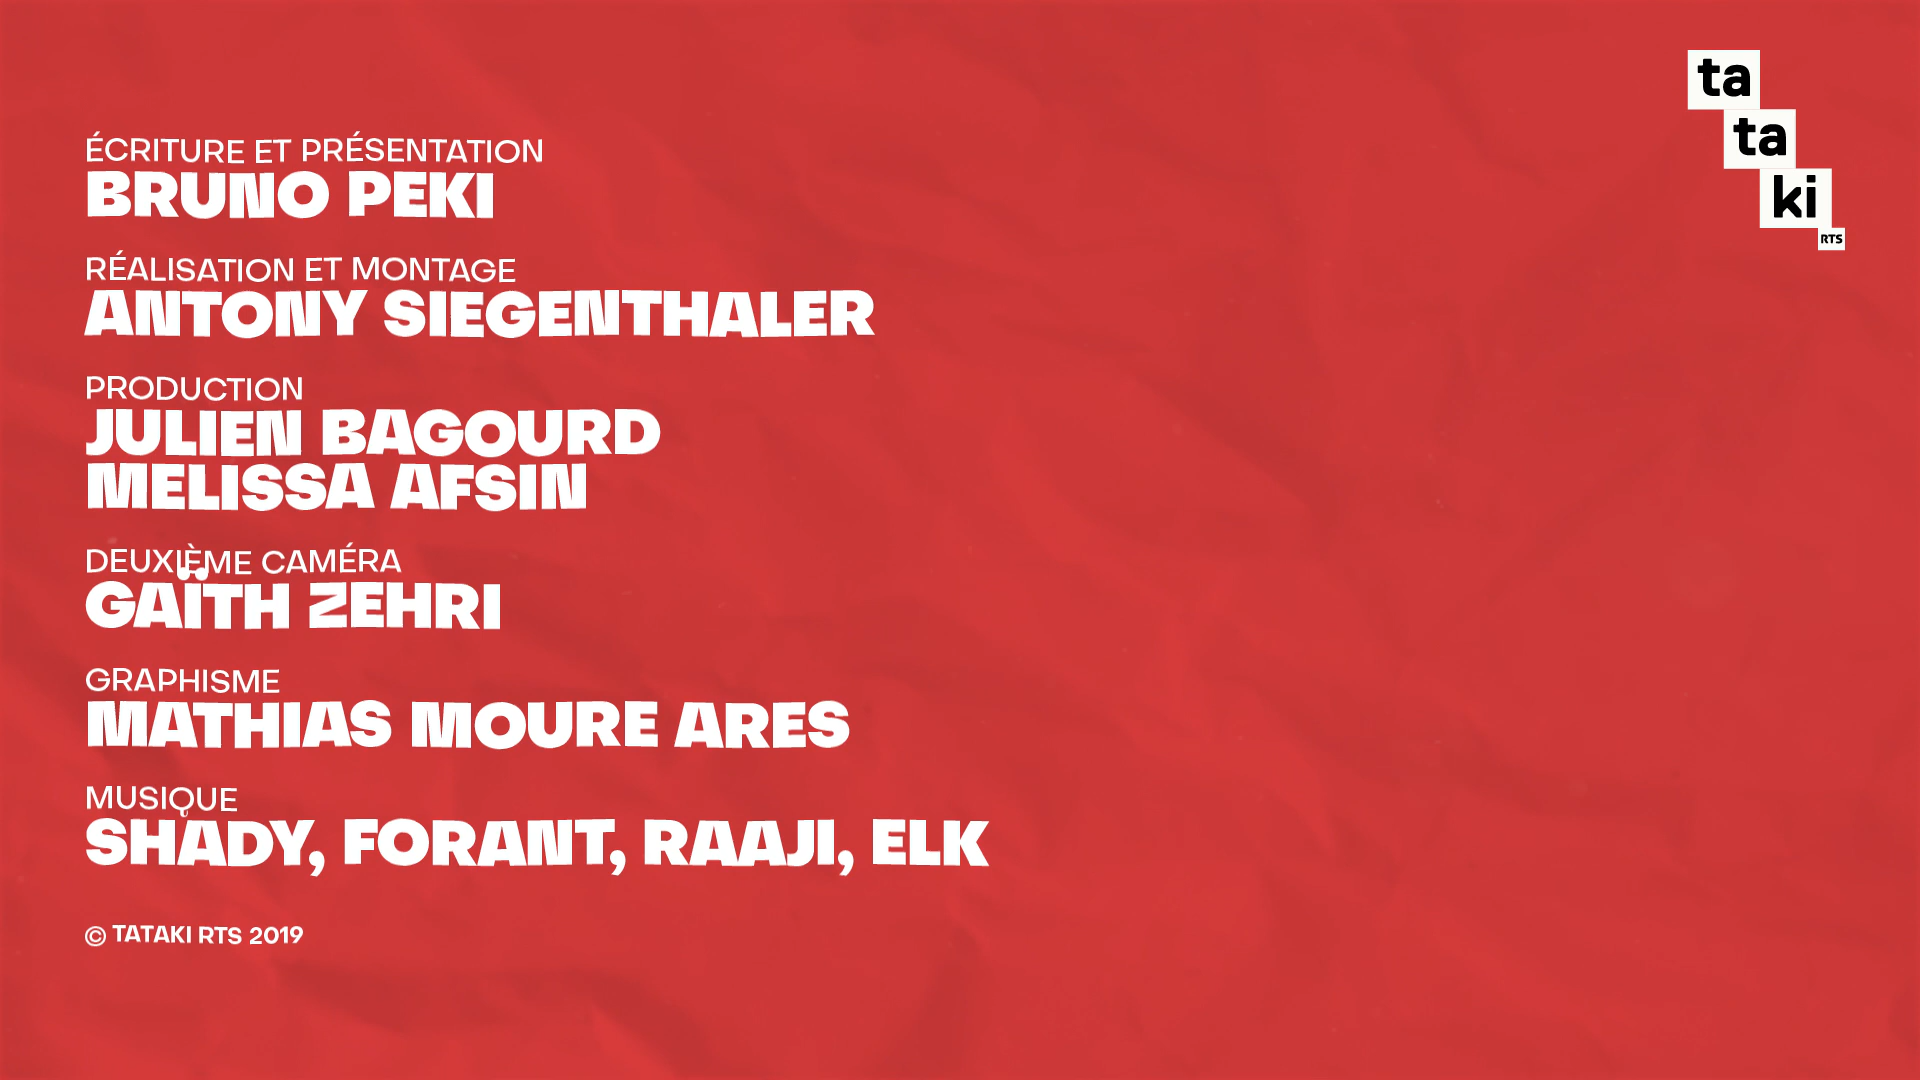 ÉCRITURE ET PRÉSENTATION
BRUNO PEKI
RÉALISATION ET MONTAGE
ANTONY SIEGENTHALER
PRODUCTION
JULIEN BAGOURD
MELISSA AFSIN
DEUXIÈME CAMÉRA
GAÏTH ZEHRI
GRAPHISME
MATHIAS MOURE ARES
MUSIQUE
SHADY, FORANT, RAAJI, ELK
© TATAKI RTS 2019
ta
ta
ki
RTS